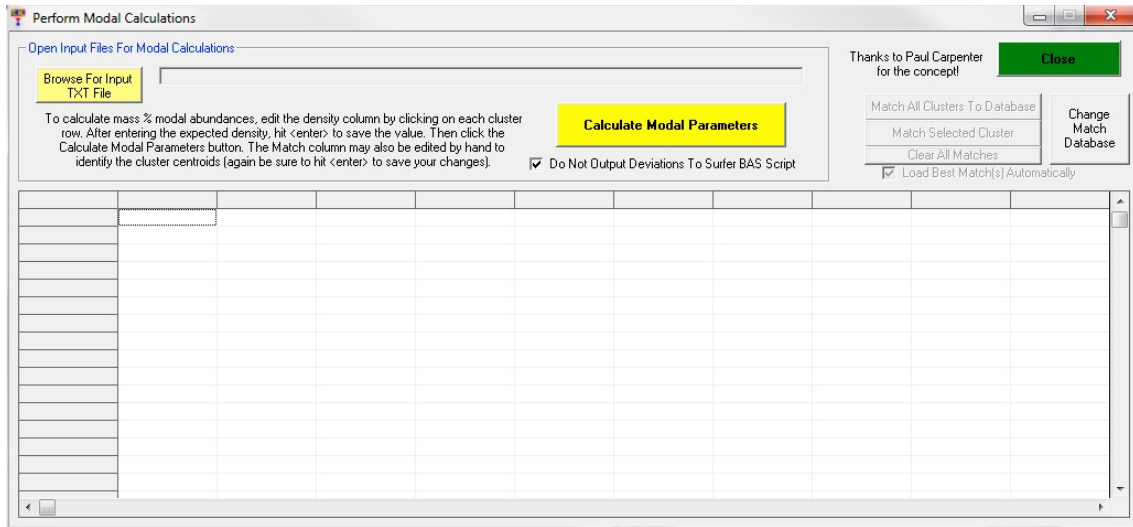 Perform Modal Calculations
Open Input Files For Modal Calculations
Browse For Input
TXT File
To calculate mass % modal abundances, edit the density column by clicking on each cluster
row. After entering the expected density, hit <enter> to save the value. Then click the
Calculate Modal Parameters button. The Match column may also be edited by hand to
identify the cluster centroids (again be sure to hit <enter> to save your changes).
Calculate Modal Parameters
Do Not Output Deviations To Surfer BAS Script
Thanks to Paul Carpenter
for the concept!
Close
Match All Clusters To Database
Match Selected Cluster
Clear All Matches
Load Best Match(s) Automatically
Change
Match
Database